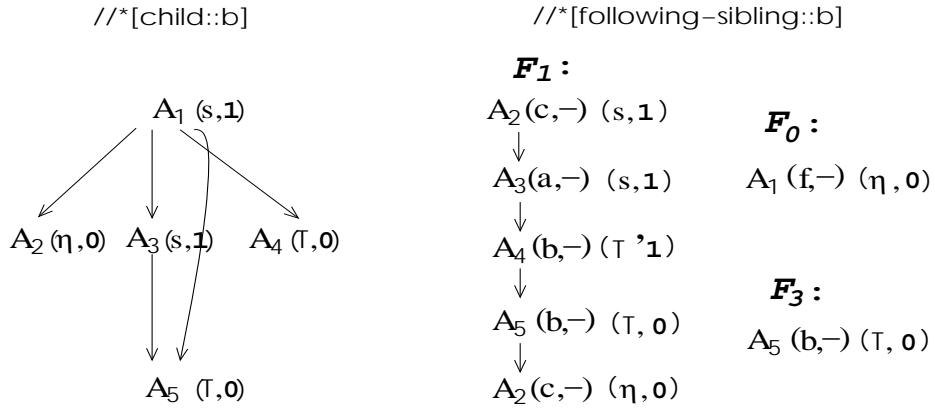 //*[child::b]
A1 (s,1)
A2 (η,0) A3 (s,1) A4 (T,0)
A5 (T,0)
//*[following–sibling::b]
F1 :
A2 (c,–) (s,1)
A3 (a,–) (s,1)
A4 (b,–) (T ’1)
A5 (b,–) (T, 0)
A2 (c,–) (η,0)
F0 :
A1 (f,–) (η,0)
F3 :
A5 (b,–) (T, 0)